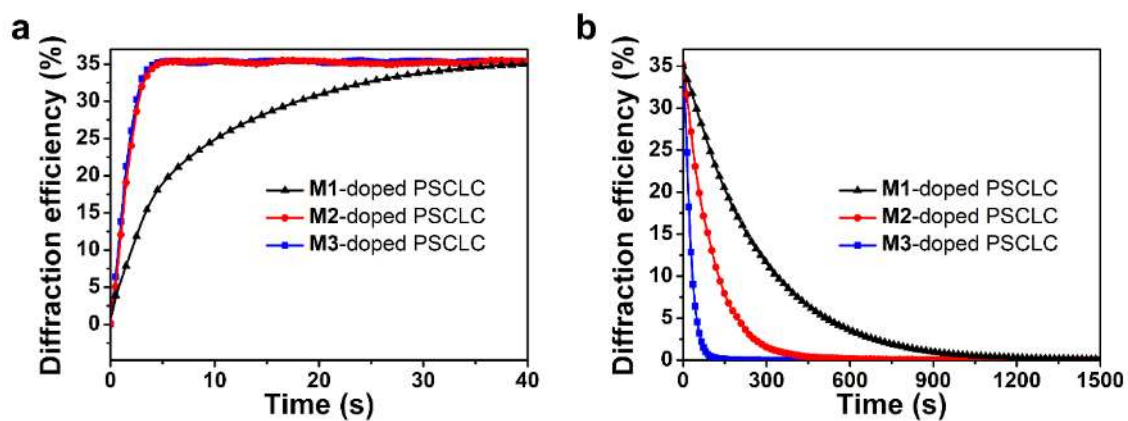 a
Diffraction efficiency (%)
35
30
25
20
15
10
5
0
M1-doped PSCLC
M2-doped PSCLC
M3-doped PSCLC
0 10 20 30 40
Time (s)
b
Diffraction efficiency (%)
35
30
25
20
15
10
5
0
M1-doped PSCLC
M2-doped PSCLC
M3-doped PSCLC
0 300 600 900 1200 1500
Time (s)